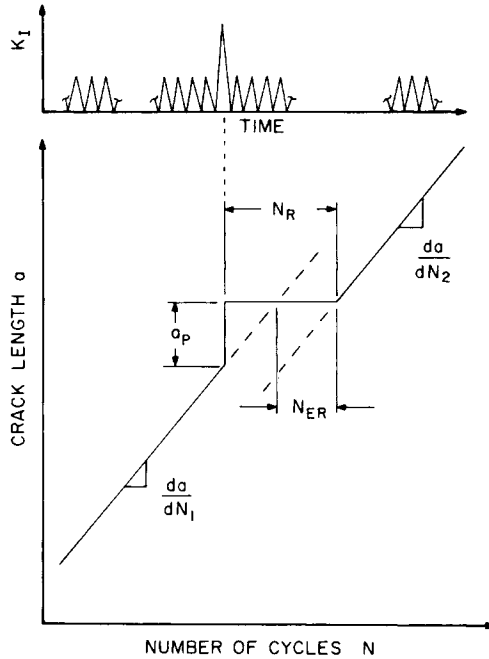 K_I
TIME
N_R
da
dN_2
a_P
N_ER
da
dN_1
CRACK LENGTH a
NUMBER OF CYCLES N